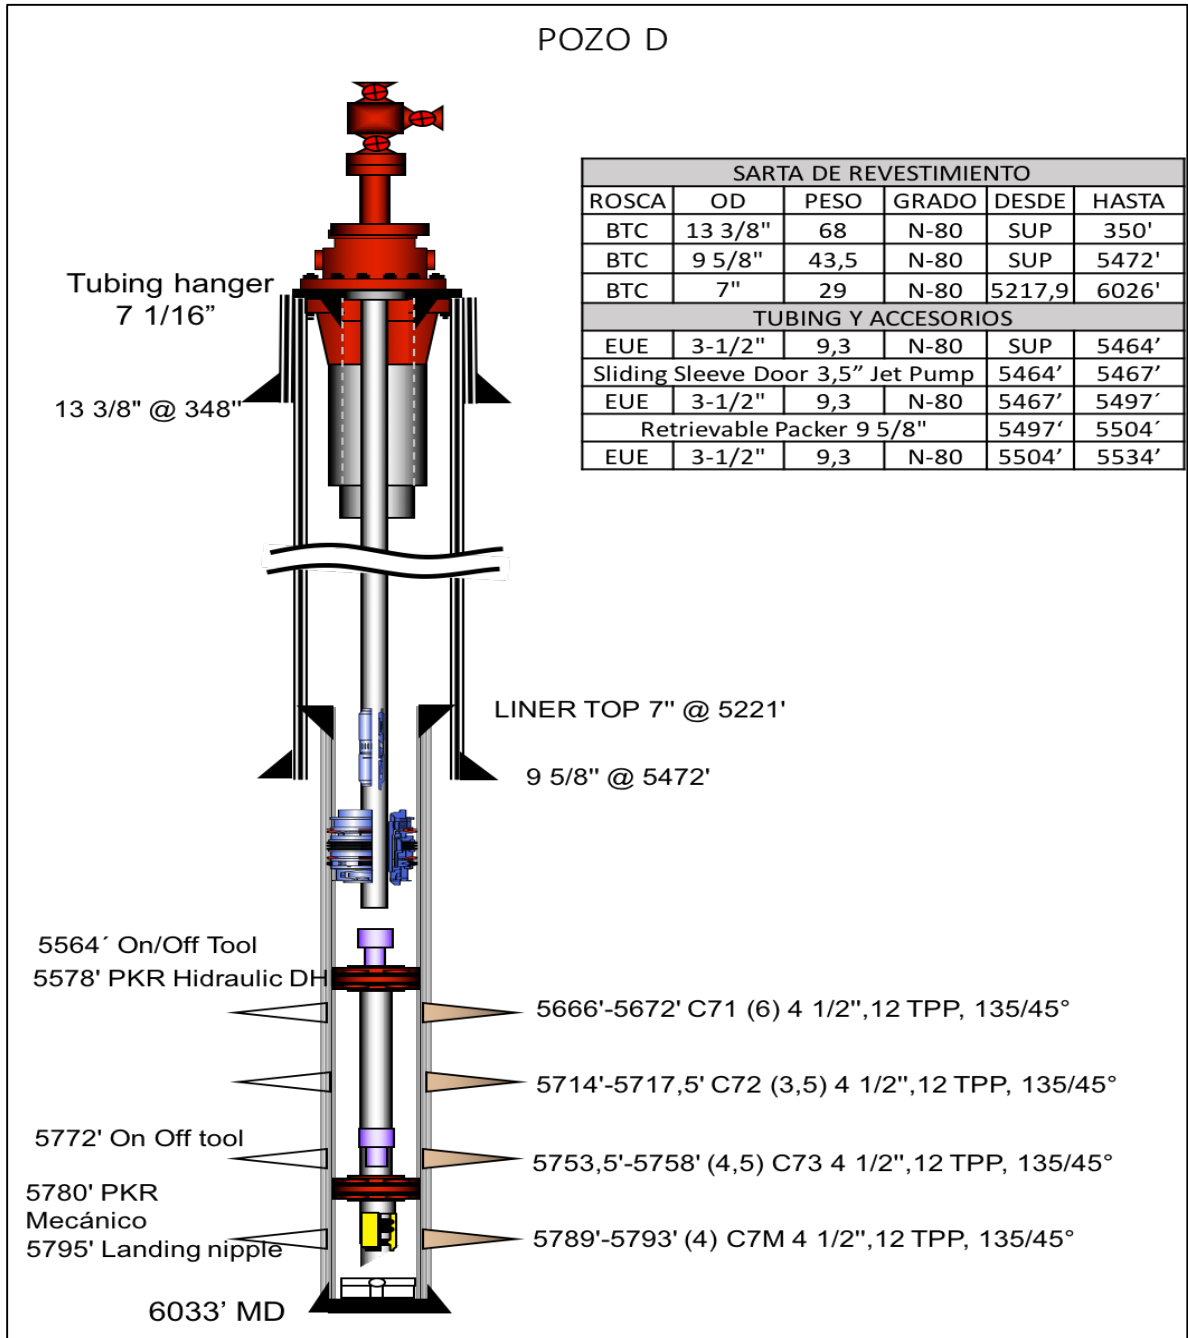 POZO D
SARTA DE REVESTIMIENTO
ROSCA OD PESO GRADO DESDE HASTA
BTC 13 3/8" 68 N-80 SUP 350'
BTC 9 5/8" 43,5 N-80 SUP 5472'
BTC 7" 29 N-80 5217,9 6026'
TUBING Y ACCESORIOS
EUE 3-1/2" 9,3 N-80 SUP 5464’
Sliding Sleeve Door 3,5” Jet Pump 5464’ 5467’
EUE 3-1/2" 9,3 N-80 5467’ 5497´
Retrievable Packer 9 5/8" 5497‘ 5504´
EUE 3-1/2" 9,3 N-80 5504’ 5534’
Tubing hanger
7 1/16”
13 3/8" @ 348"
LINER TOP 7" @ 5221'
9 5/8" @ 5472'
5564´ On/Off Tool
5578' PKR Hidraulic DH
5666'-5672' C71 (6) 4 1/2",12 TPP, 135/45°
5714'-5717,5' C72 (3,5) 4 1/2",12 TPP, 135/45°
5772' On Off tool
5753,5'-5758' (4,5) C73 4 1/2",12 TPP, 135/45°
5780' PKR
Mecánico
5795' Landing nipple
5789'-5793' (4) C7M 4 1/2",12 TPP, 135/45°
6033’ MD